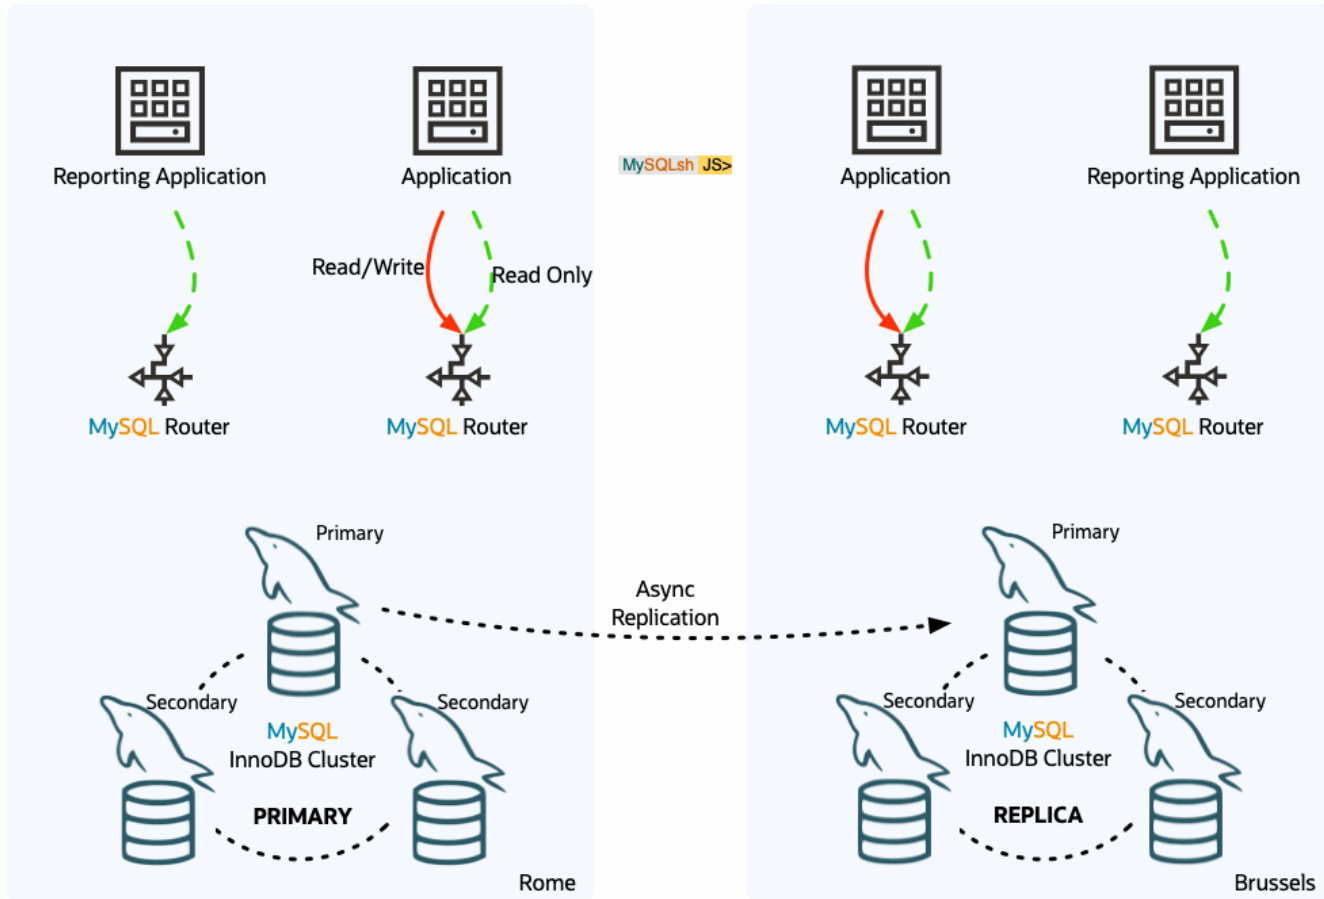 Reporting Application
Application
MySQLsh JS>
Application
Reporting Application
Read/Write
Read Only
MySQL Router
MySQL Router
MySQL Router
MySQL Router
Primary
Async
Replication
Primary
Secondary
Secondary
MySQL
InnoDB Cluster
PRIMARY
Rome
Secondary
Secondary
MySQL
InnoDB Cluster
REPLICA
Brussels